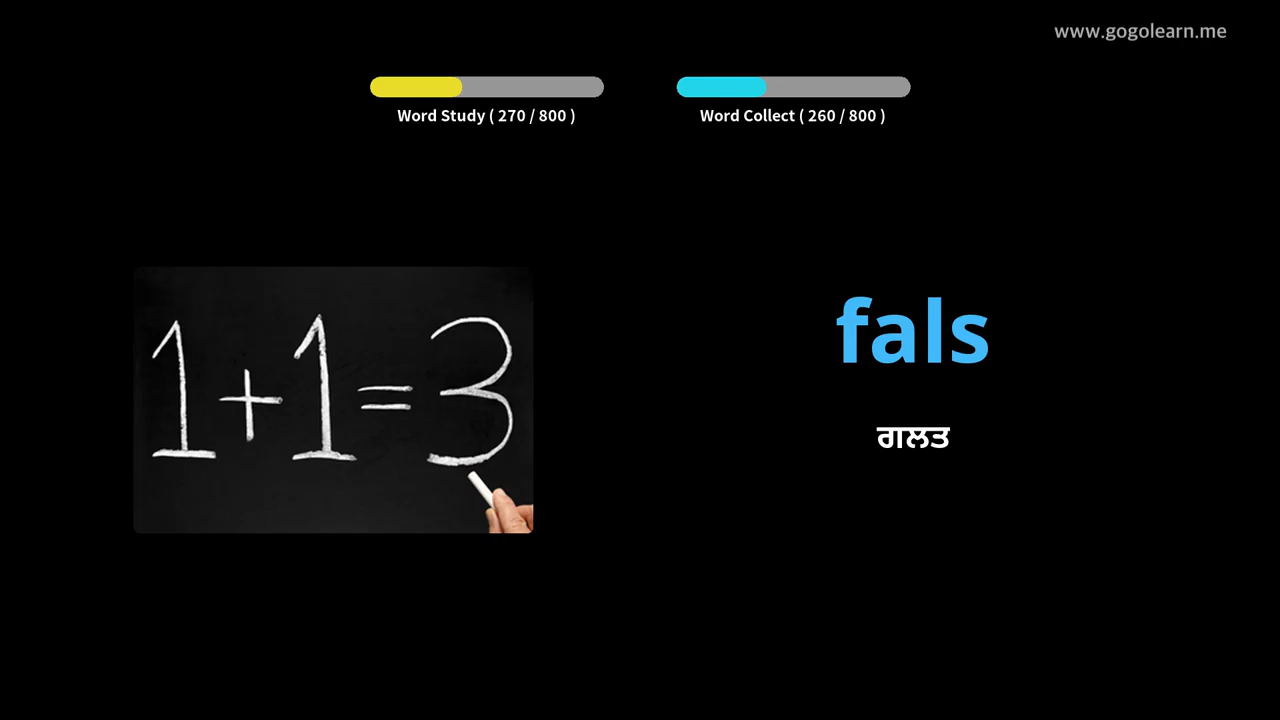 www.gogolearn.me
Word Study ( 270 / 800 )
Word Collect ( 260 / 800 )
1+1=3
fals
ਗਲਤ